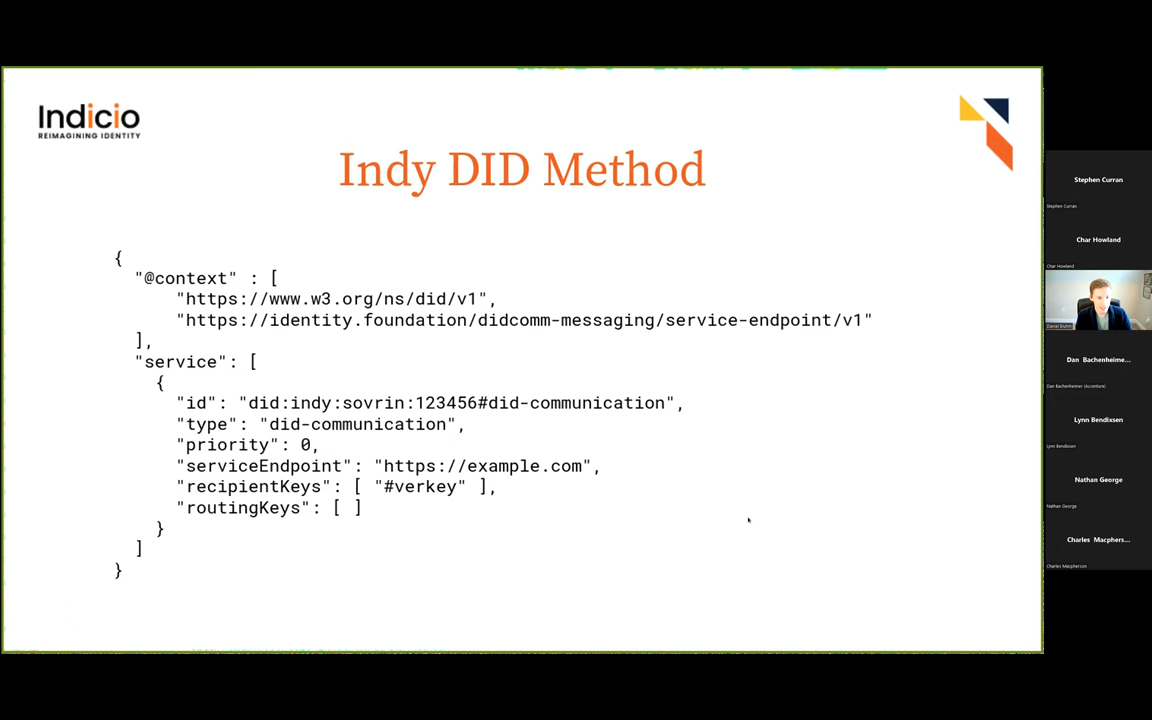 Indicio
REIMAGINING IDENTITY
Indy DID Method
{
"@context" : [
"https://www.w3.org/ns/did/v1",
"https://identity.foundation/didcomm-messaging/service-endpoint/v1"
],
"service": [
{
"id": "did:indy:sovrin:123456#did-communication",
"type": "did-communication",
"priority": 0,
"serviceEndpoint": "https://example.com",
"recipientKeys": [ "#verkey" ],
"routingKeys": [ ]
}
]
}
Stephen Curran
Stephen Curran
Char Howland
Char Howland
Daniel Bluhm
Dan Bachenheime...
Dan Bachenheimer (Accenture)
Lynn Bendixsen
Lynn Bendixsen
Nathan George
Nathan George
Charles Macphers...
Charles Macpherson